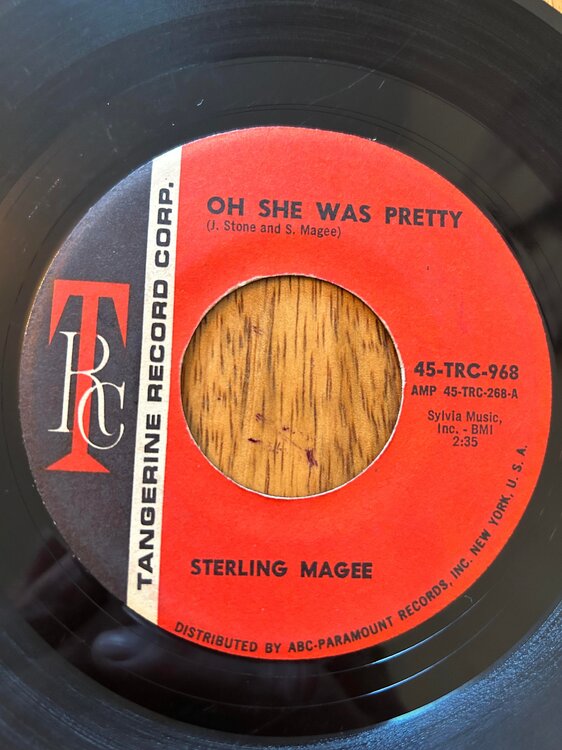 OH SHE WAS PRETTY
(J. Stone and S. Magee)
TRC
TANGERINE RECORD CORP.
45-TRC-968
AMP 45-TRC-268-A
Sylvia Music,
Inc. - BMI
2:35
STERLING MAGEE
DISTRIBUTED BY ABC-PARAMOUNT RECORDS, INC. NEW YORK, U. S. A.